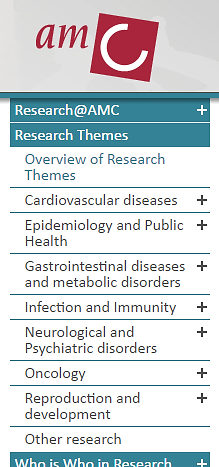 amC
Research@AMC +
Research Themes
Overview of Research
Themes
Cardiovascular diseases +
Epidemiology and Public +
Health
Gastrointestinal diseases +
and metabolic disorders
Infection and Immunity +
Neurological and +
Psychiatric disorders
Oncology +
Reproduction and +
development
Other research
Who is Who in Research +